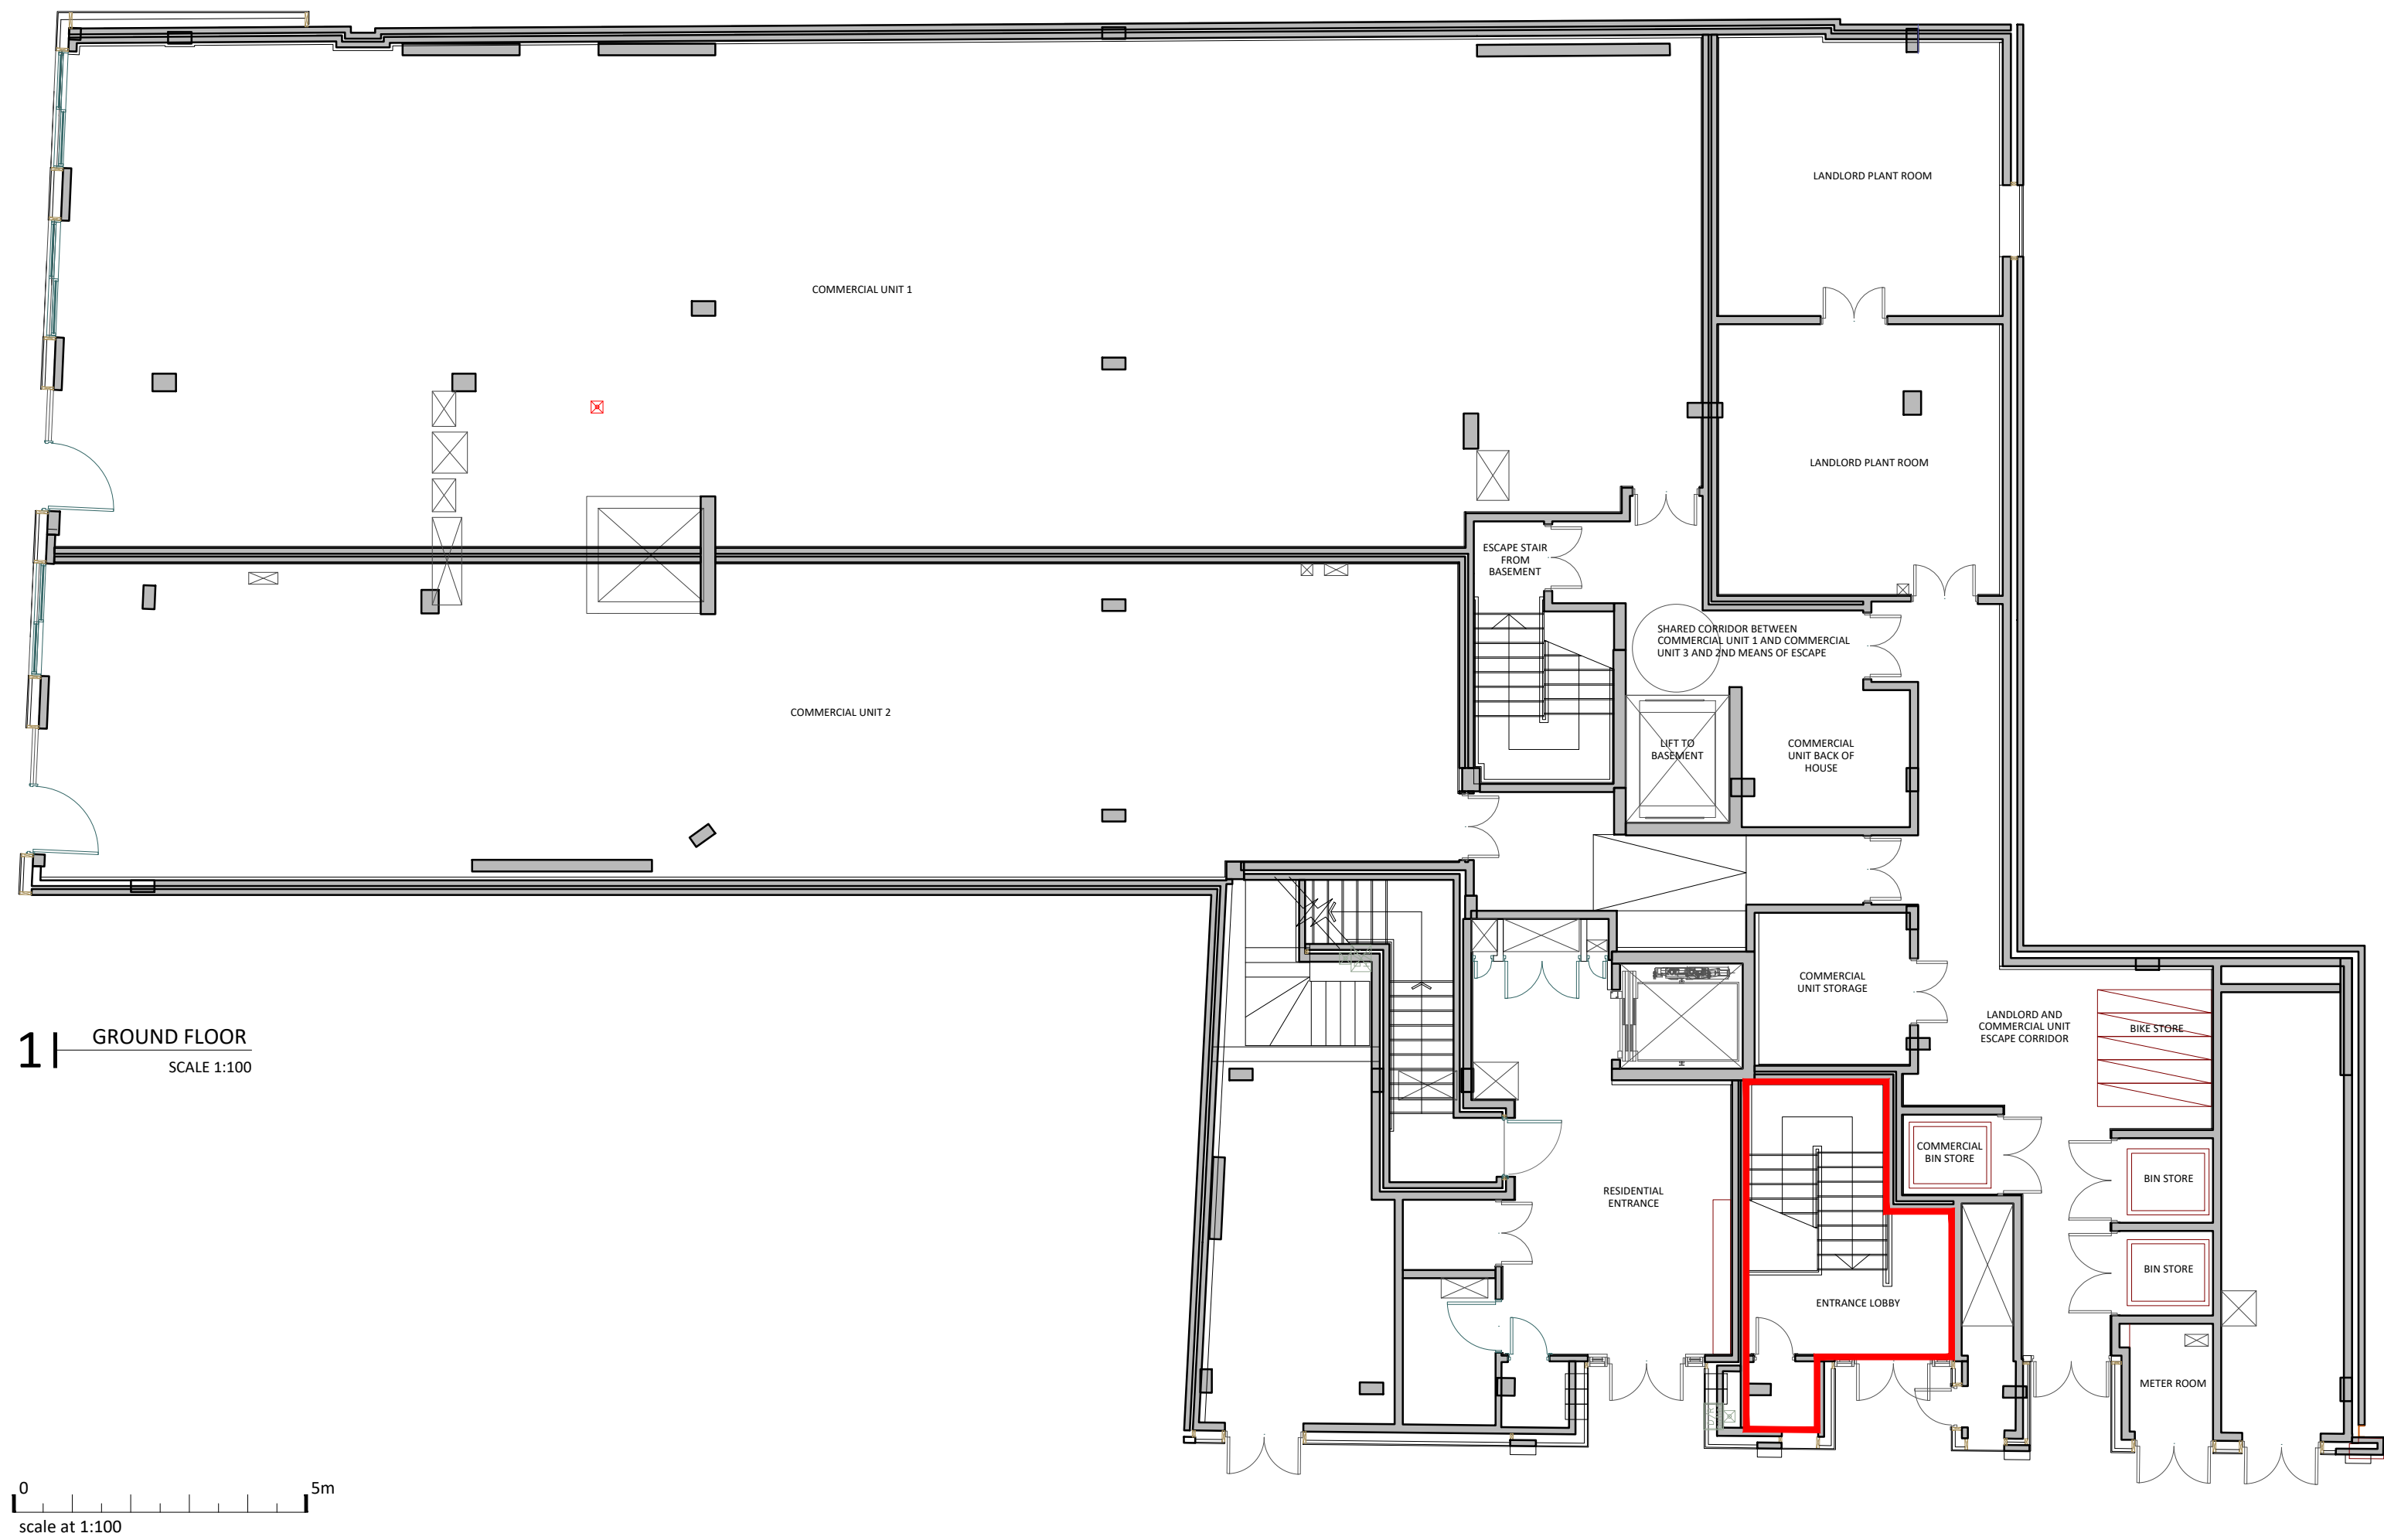 LANDLORD PLANT ROOM
COMMERCIAL UNIT 1
LANDLORD PLANT ROOM
ESCAPE STAIR
FROM
BASEMENT
SHARED CORRIDOR BETWEEN
COMMERCIAL UNIT 1 AND COMMERCIAL
UNIT 3 AND 2ND MEANS OF ESCAPE
COMMERCIAL UNIT 2
LIFT TO
BASEMENT
COMMERCIAL
UNIT BACK OF
HOUSE
COMMERCIAL
UNIT STORAGE
LANDLORD AND
COMMERCIAL UNIT
ESCAPE CORRIDOR
BIKE STORE
1
GROUND FLOOR
SCALE 1:100
COMMERCIAL
BIN STORE
BIN STORE
RESIDENTIAL
ENTRANCE
BIN STORE
ENTRANCE LOBBY
METER ROOM
0
5m
scale at 1:100